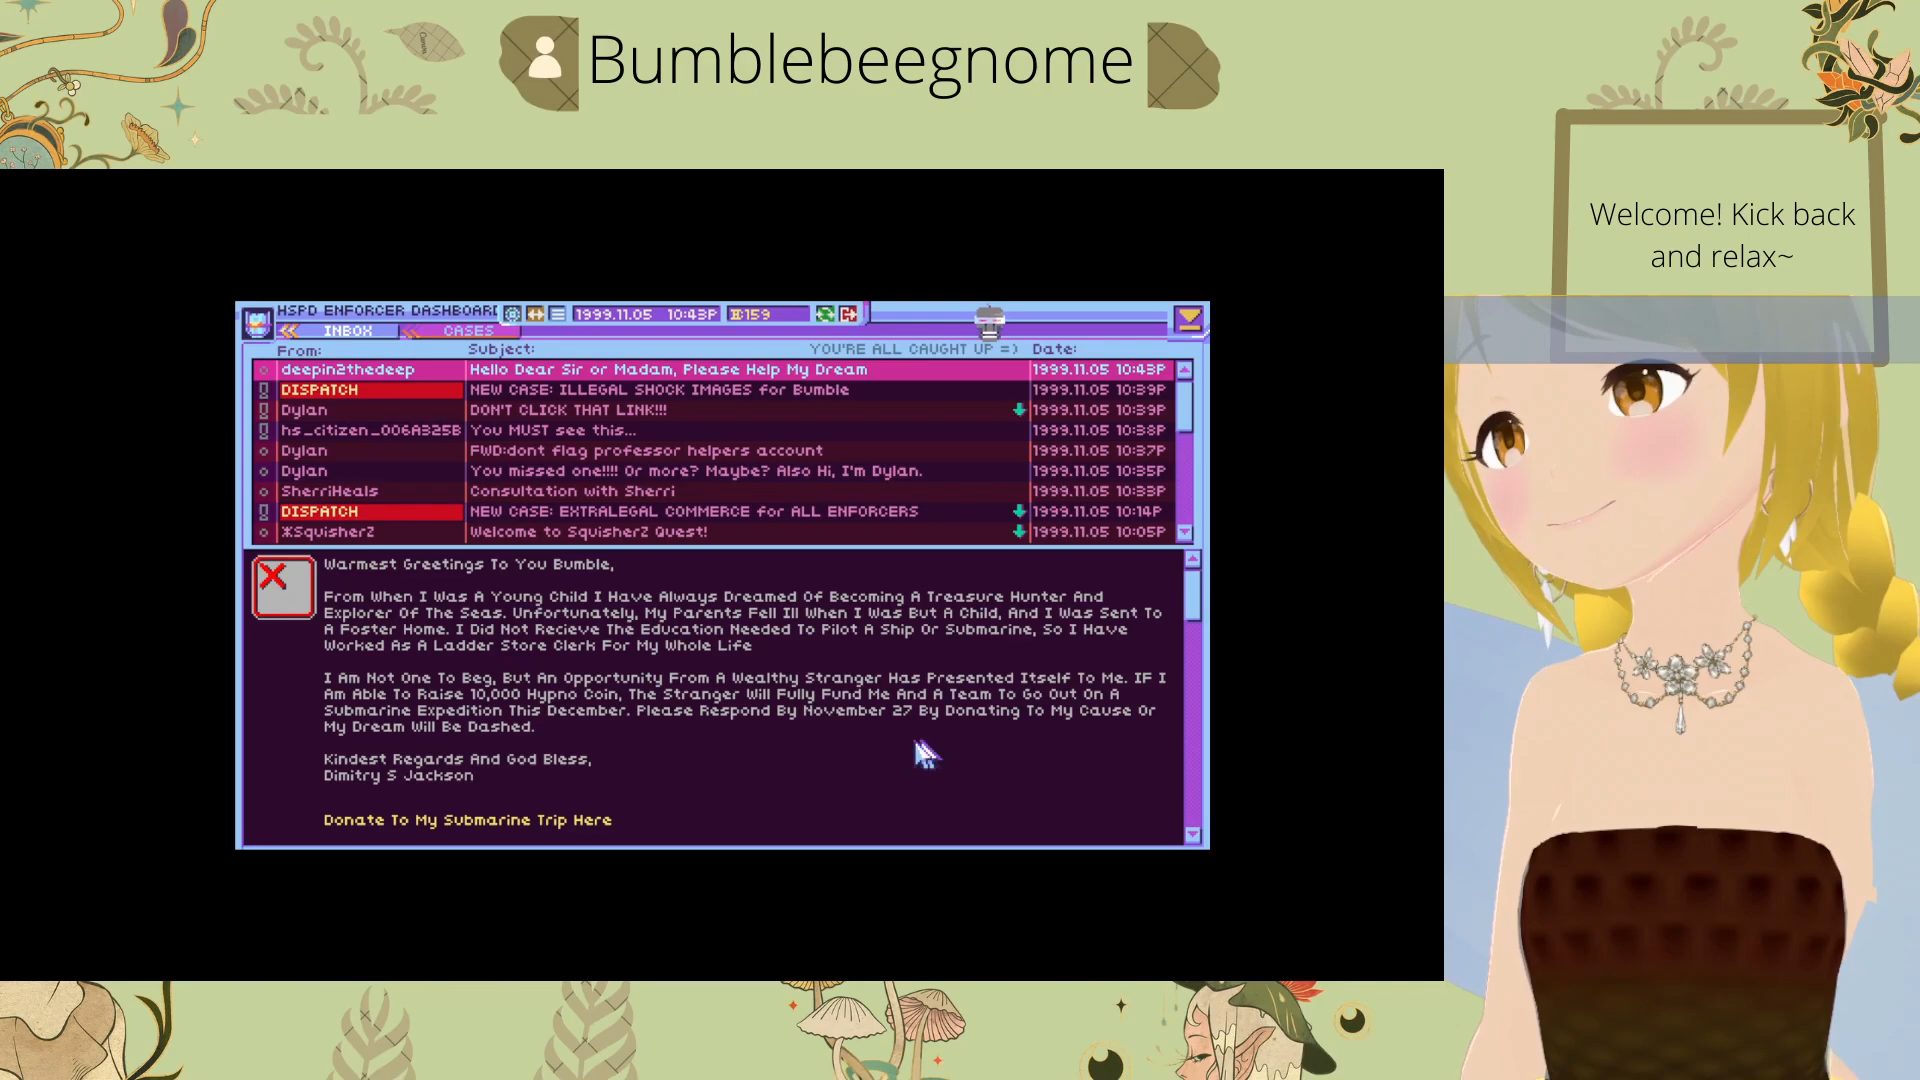 Bumblebeegnome
Welcome! Kick back
and relax~
HSPD ENFORCER DASHBOARD
1999.11.05 10:43P
159
INBOX
CASES
From:
Subject:
YOU'RE ALL CAUGHT UP =)
Date:
deepin2thedeep Hello Dear Sir or Madam, Please Help My Dream 1999.11.05 10:43P
DISPATCH NEW CASE: ILLEGAL SHOCK IMAGES for Bumble 1999.11.05 10:39P
Dylan DON'T CLICK THAT LINK!!! 1999.11.05 10:39P
hs_citizen_006A325B You MUST see this... 1999.11.05 10:38P
Dylan FWD:dont flag professor helpers account 1999.11.05 10:37P
Dylan You missed one!!!! Or more? Maybe? Also Hi, I'm Dylan. 1999.11.05 10:35P
SherriHeals Consultation with Sherri 1999.11.05 10:33P
DISPATCH NEW CASE: EXTRALEGAL COMMERCE for ALL ENFORCERS 1999.11.05 10:14P
SquisherZ Welcome to SquisherZ Quest! 1999.11.05 10:05P
Warmest Greetings To You Bumble,
From When I Was A Young Child I Have Always Dreamed Of Becoming A Treasure Hunter And
Explorer Of The Seas. Unfortunately, My Parents Fell Ill When I Was But A Child, And I Was Sent To
A Foster Home. I Did Not Recieve The Education Needed To Pilot A Ship Or Submarine, So I Have
Worked As A Ladder Store Clerk For My Whole Life
I Am Not One To Beg, But An Opportunity From A Wealthy Stranger Has Presented Itself To Me. IF I
Am Able To Raise 10,000 Hypno Coin, The Stranger Will Fully Fund Me And A Team To Go Out On A
Submarine Expedition This December. Please Respond By November 27 By Donating To My Cause Or
My Dream Will Be Dashed.
Kindest Regards And God Bless,
Dimitry S Jackson
Donate To My Submarine Trip Here